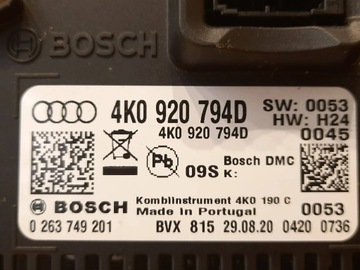 BOSCH
4K0 920 794D SW: 0053
4K0 920 794D HW: H24
0045
Pb 09S Bosch DMC
K:
BOSCH Kombiinstrument 4K0 190 C
Made in Portugal 0053
0 263 749 201 BVX 815 29.08.20 0420 0736